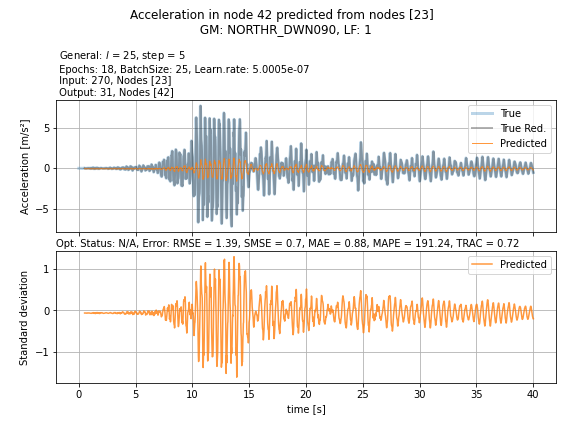 Acceleration in node 42 predicted from nodes [23]
GM: NORTHR_DWN090, LF: 1
General: l = 25, step = 5
Epochs: 18, BatchSize: 25, Learn.rate: 5.0005e-07
Input: 270, Nodes [23]
Output: 31, Nodes [42]
Acceleration [m/s²]
5
0
−5
True
True Red.
Predicted
Opt. Status: N/A, Error: RMSE = 1.39, SMSE = 0.7, MAE = 0.88, MAPE = 191.24, TRAC = 0.72
Standard deviation
1
0
−1
Predicted
0 5 10 15 20 25 30 35 40
time [s]